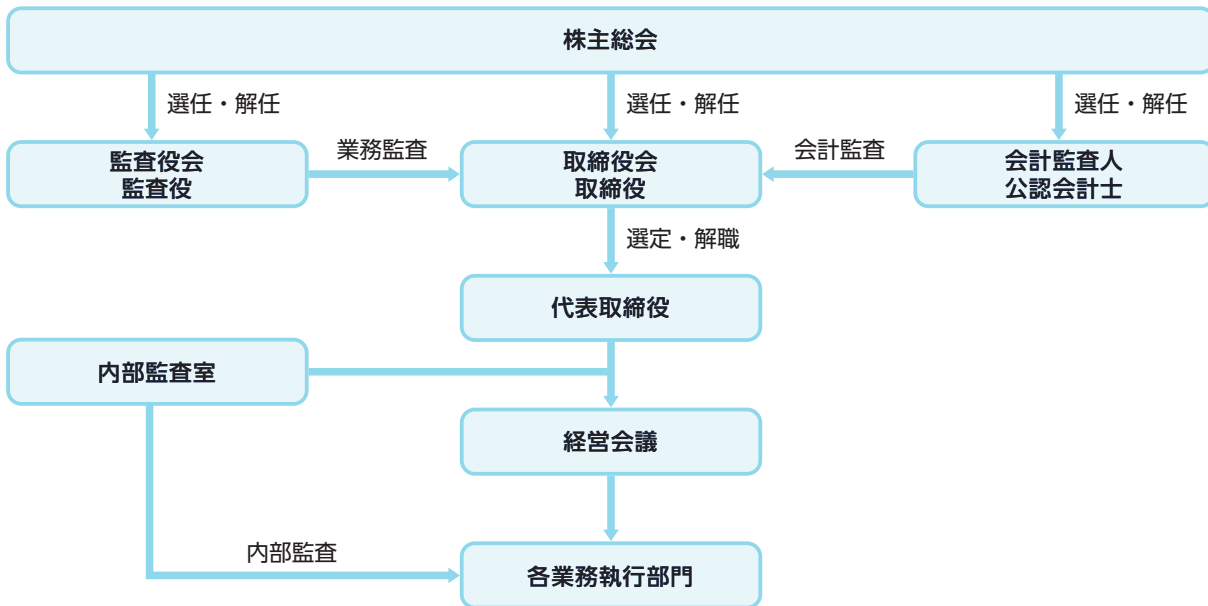 株主総会
選任・解任
選任・解任
選任・解任
監査役会
監査役
業務監査
取締役会
取締役
会計監査
会計監査人
公認会計士
選定・解職
代表取締役
内部監査室
経営会議
内部監査
各業務執行部門